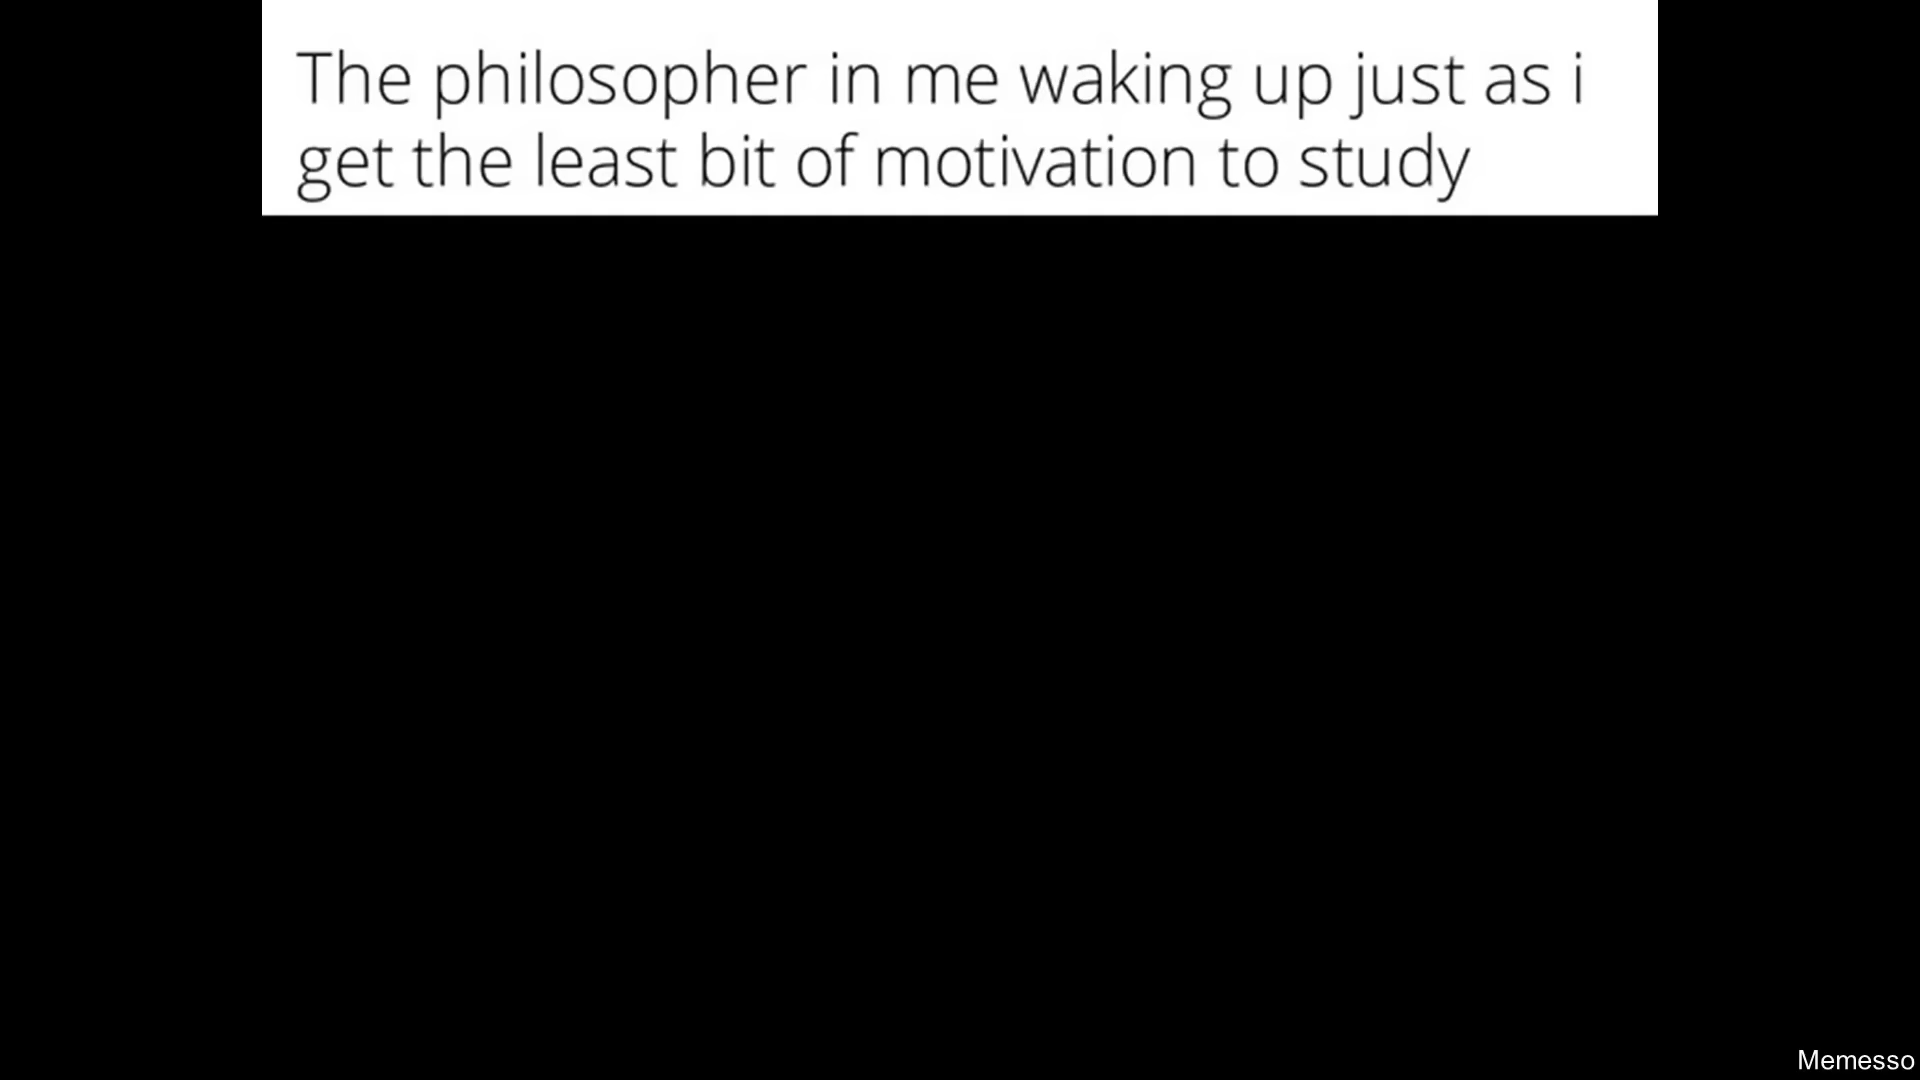 The philosopher in me waking up just as i
get the least bit of motivation to study
Memesso